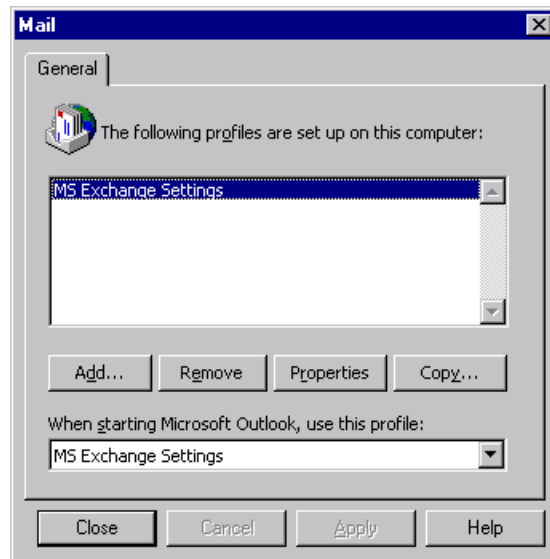 Mail
General
The following profiles are set up on this computer:
MS Exchange Settings
Add... Remove Properties Copy...
When starting Microsoft Outlook, use this profile:
MS Exchange Settings
Close Cancel Apply Help